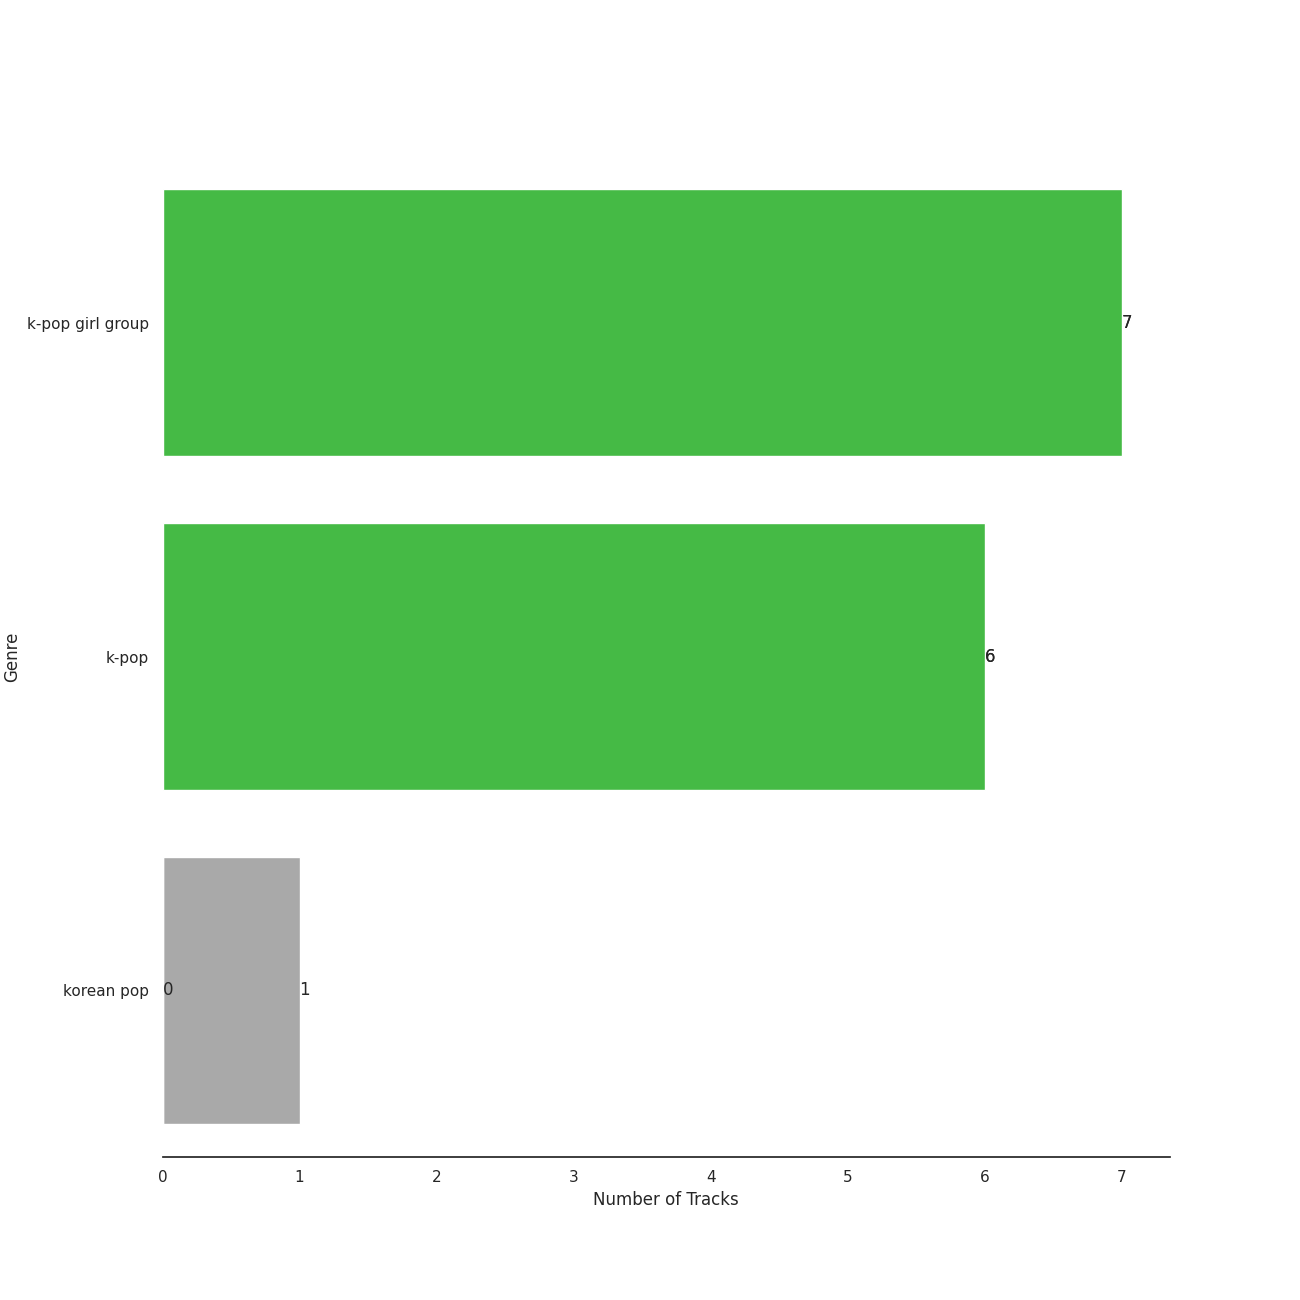 k-pop girl group
7
k-pop
6
Genre
korean pop
0
1
0 1 2 3 4 5 6 7
Number of Tracks